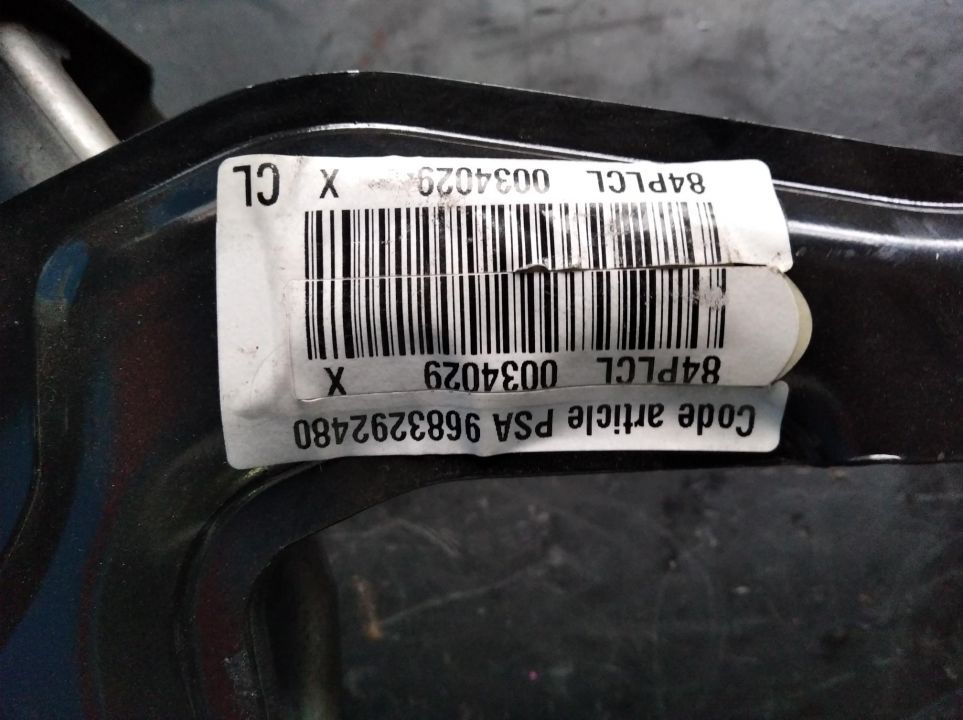 Code article PSA 9683292480
84PLCL 0034029 X
84PLCL 0034029 X
CL